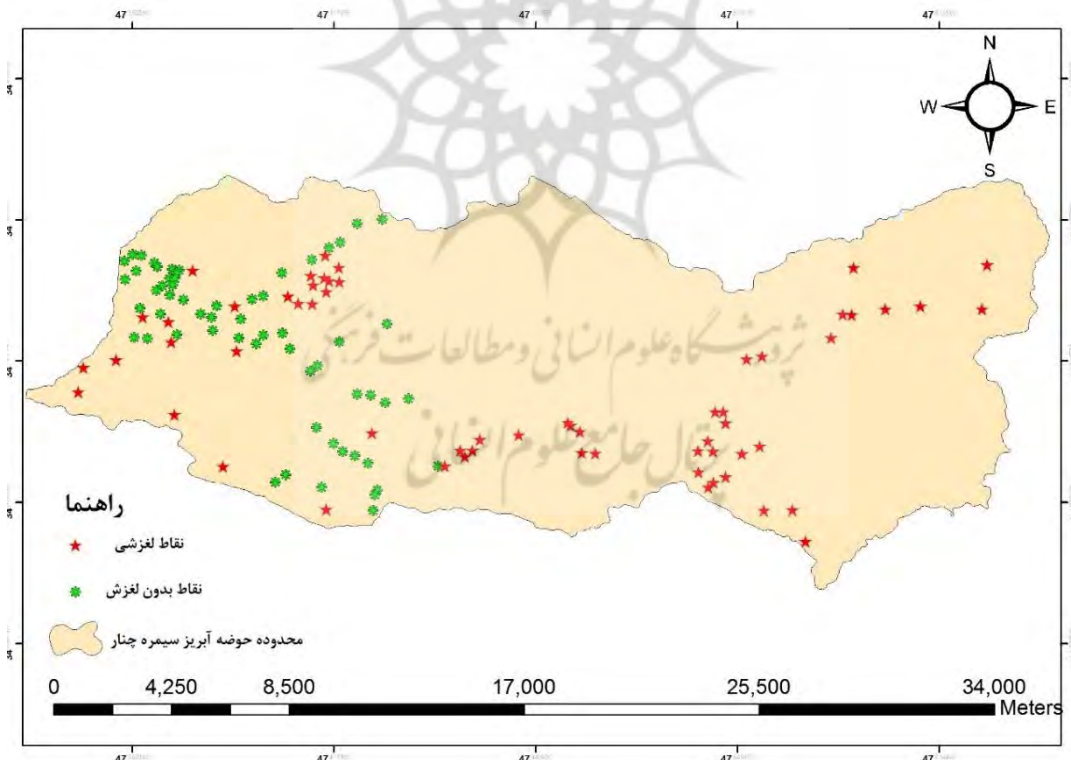 N
W E
S
پژوهشگاه علوم انسانی و مطالعات فرهنگی
پرتال جامع علوم انسانی
راهنما
نقاط لغزشی
نقاط بدون لغزش
محدوده حوضه آبریز سیمره چنار
0 4,250 8,500 17,000 25,500 34,000
Meters